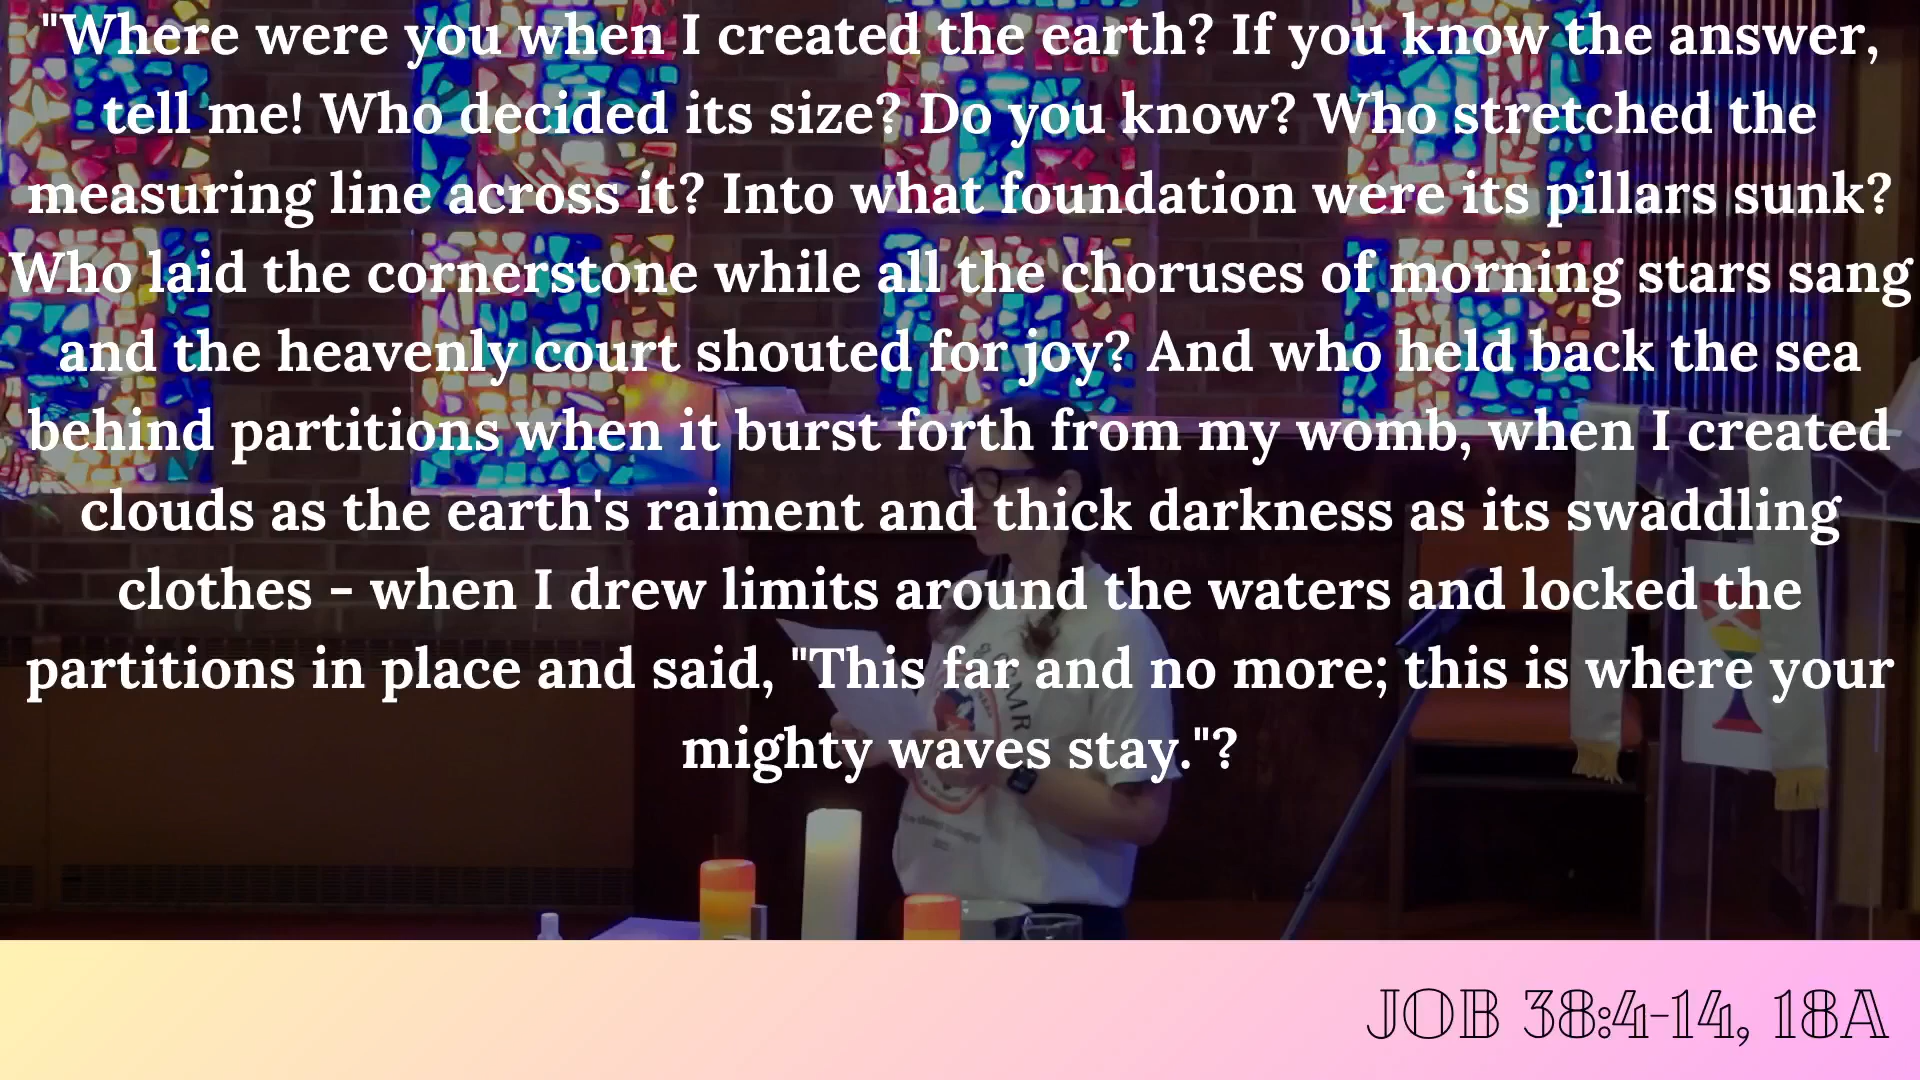 "Where were you when I created the earth? If you know the answer,
tell me! Who decided its size? Do you know? Who stretched the
measuring line across it? Into what foundation were its pillars sunk?
Who laid the cornerstone while all the choruses of morning stars sang
and the heavenly court shouted for joy? And who held back the sea
behind partitions when it burst forth from my womb, when I created
clouds as the earth's raiment and thick darkness as its swaddling
clothes - when I drew limits around the waters and locked the
partitions in place and said, "This far and no more; this is where your
mighty waves stay."?
JOB 38:4-14, 18A